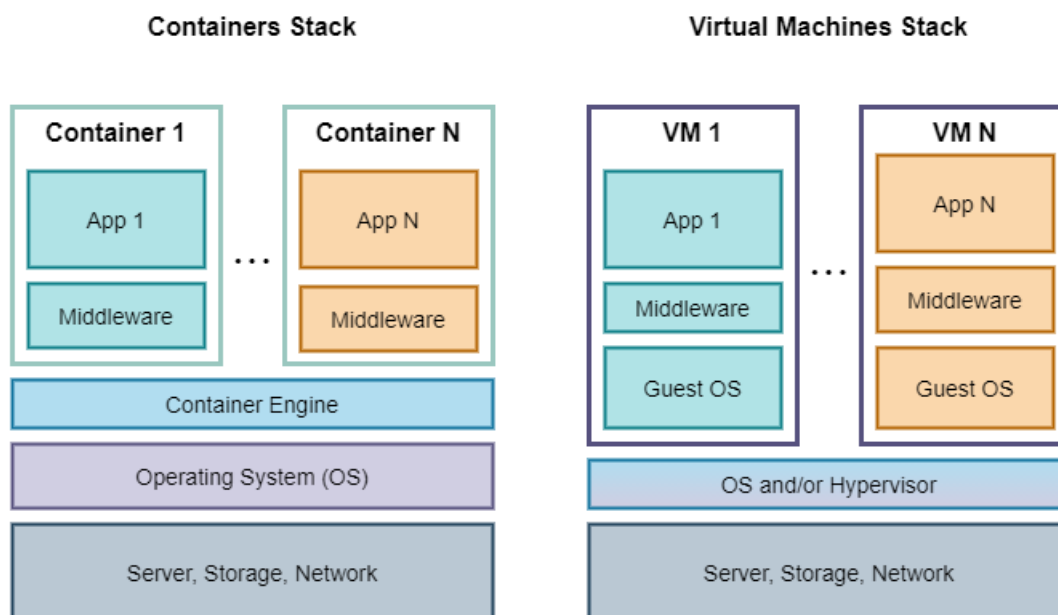 Containers Stack
Virtual Machines Stack
Container 1
App 1
Middleware
...
Container N
App N
Middleware
Container Engine
Operating System (OS)
Server, Storage, Network
VM 1
App 1
Middleware
Guest OS
...
VM N
App N
Middleware
Guest OS
OS and/or Hypervisor
Server, Storage, Network